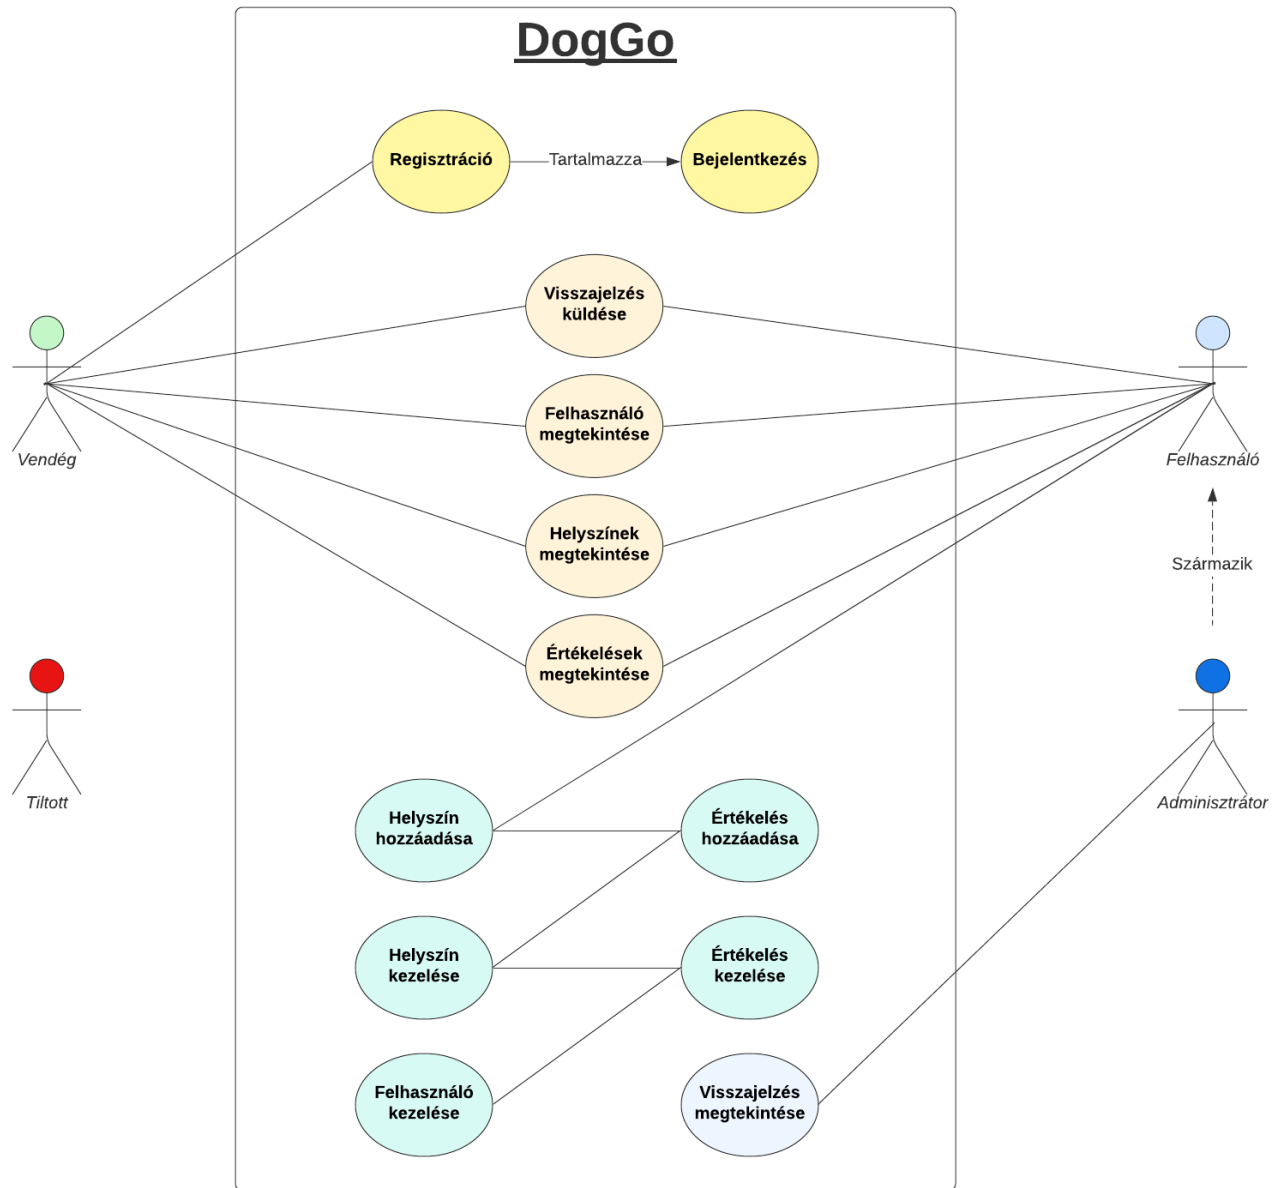 DogGo
Regisztráció
Tartalmazza
Bejelentkezés
Visszajelzés
küldése
Felhasználó
megtekintése
Vendég
Felhasználó
Helyszínek
megtekintése
Származik
Értékelések
megtekintése
Tiltott
Adminisztrátor
Helyszín
hozzáadása
Értékelés
hozzáadása
Helyszín
kezelése
Értékelés
kezelése
Felhasználó
kezelése
Visszajelzés
megtekintése